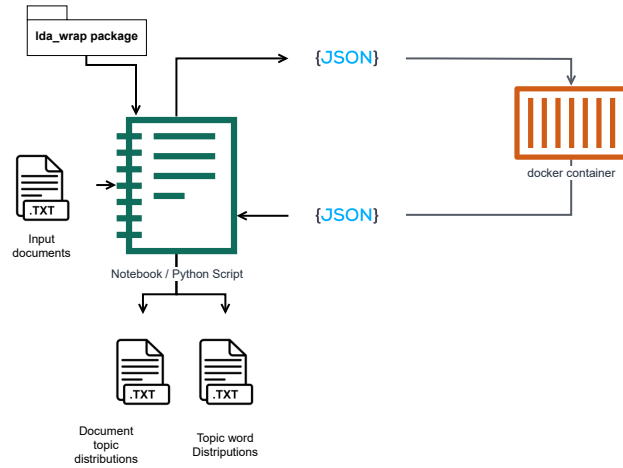 lda_wrap package
{JSON}
docker container
.TXT
{JSON}
Input
documents
Notebook / Python Script
.TXT
.TXT
Document
topic
distributions
Topic word
Distriputions